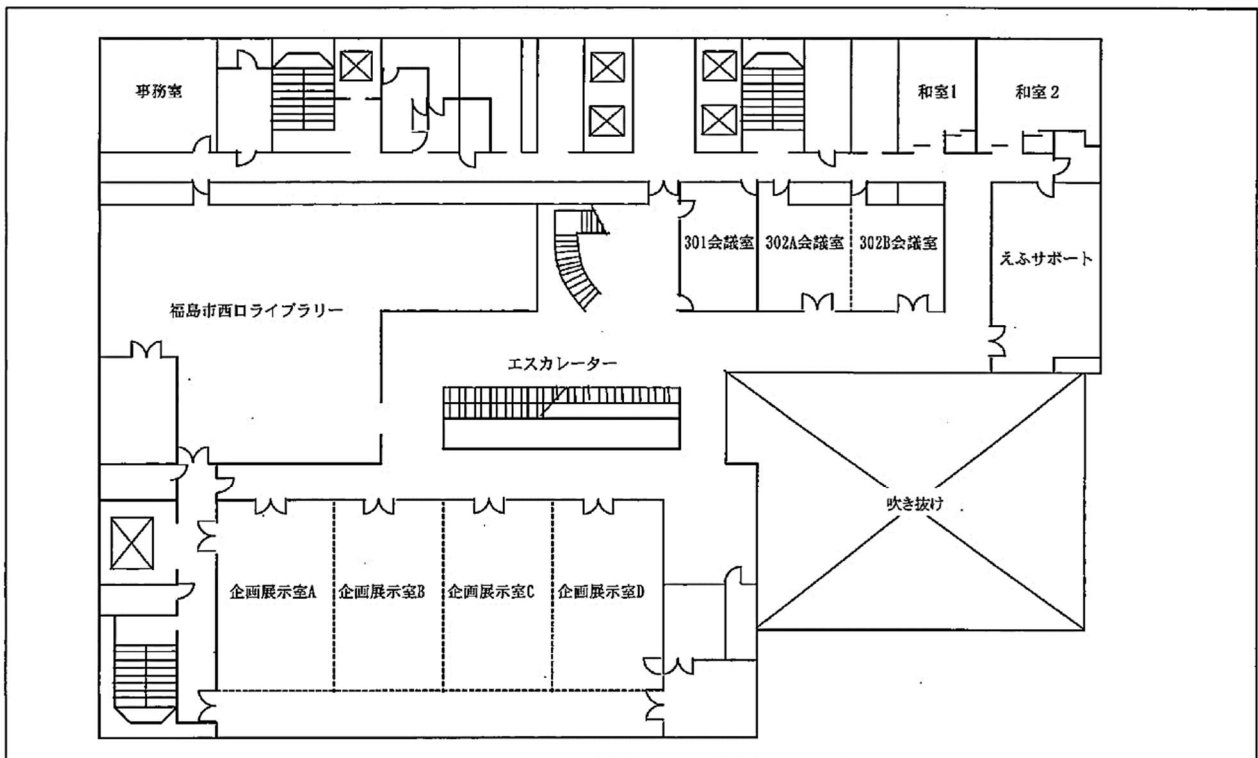 事務室
和室1
和室2
301会議室
302A会議室
302B会議室
えふサポート
福島市西口ライブラリー
エスカレーター
吹き抜け
企画展示室A
企画展示室B
企画展示室C
企画展示室D